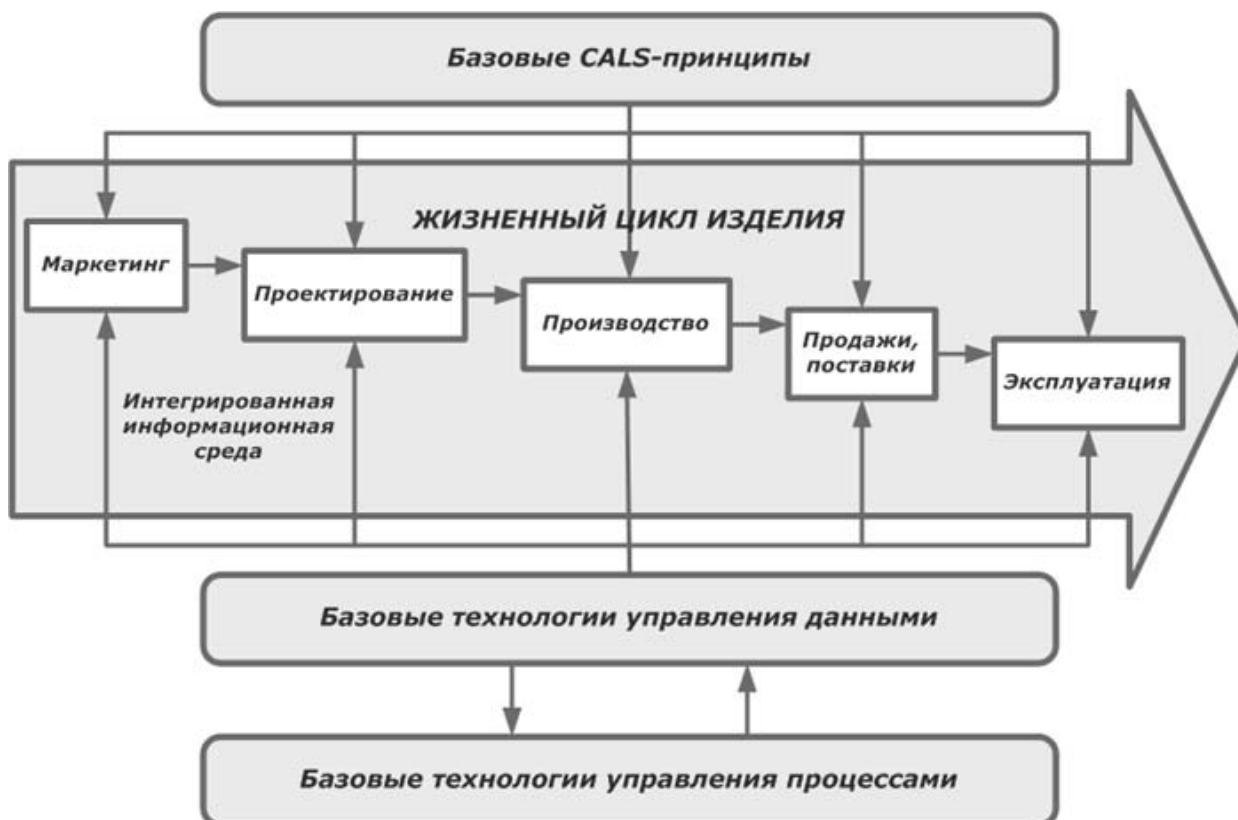 Базовые CALS-принципы
ЖИЗНЕННЫЙ ЦИКЛ ИЗДЕЛИЯ
Маркетинг
Проектирование
Производство
Продажи,
поставки
Эксплуатация
Интегрированная
информационная
среда
Базовые технологии управления данными
Базовые технологии управления процессами